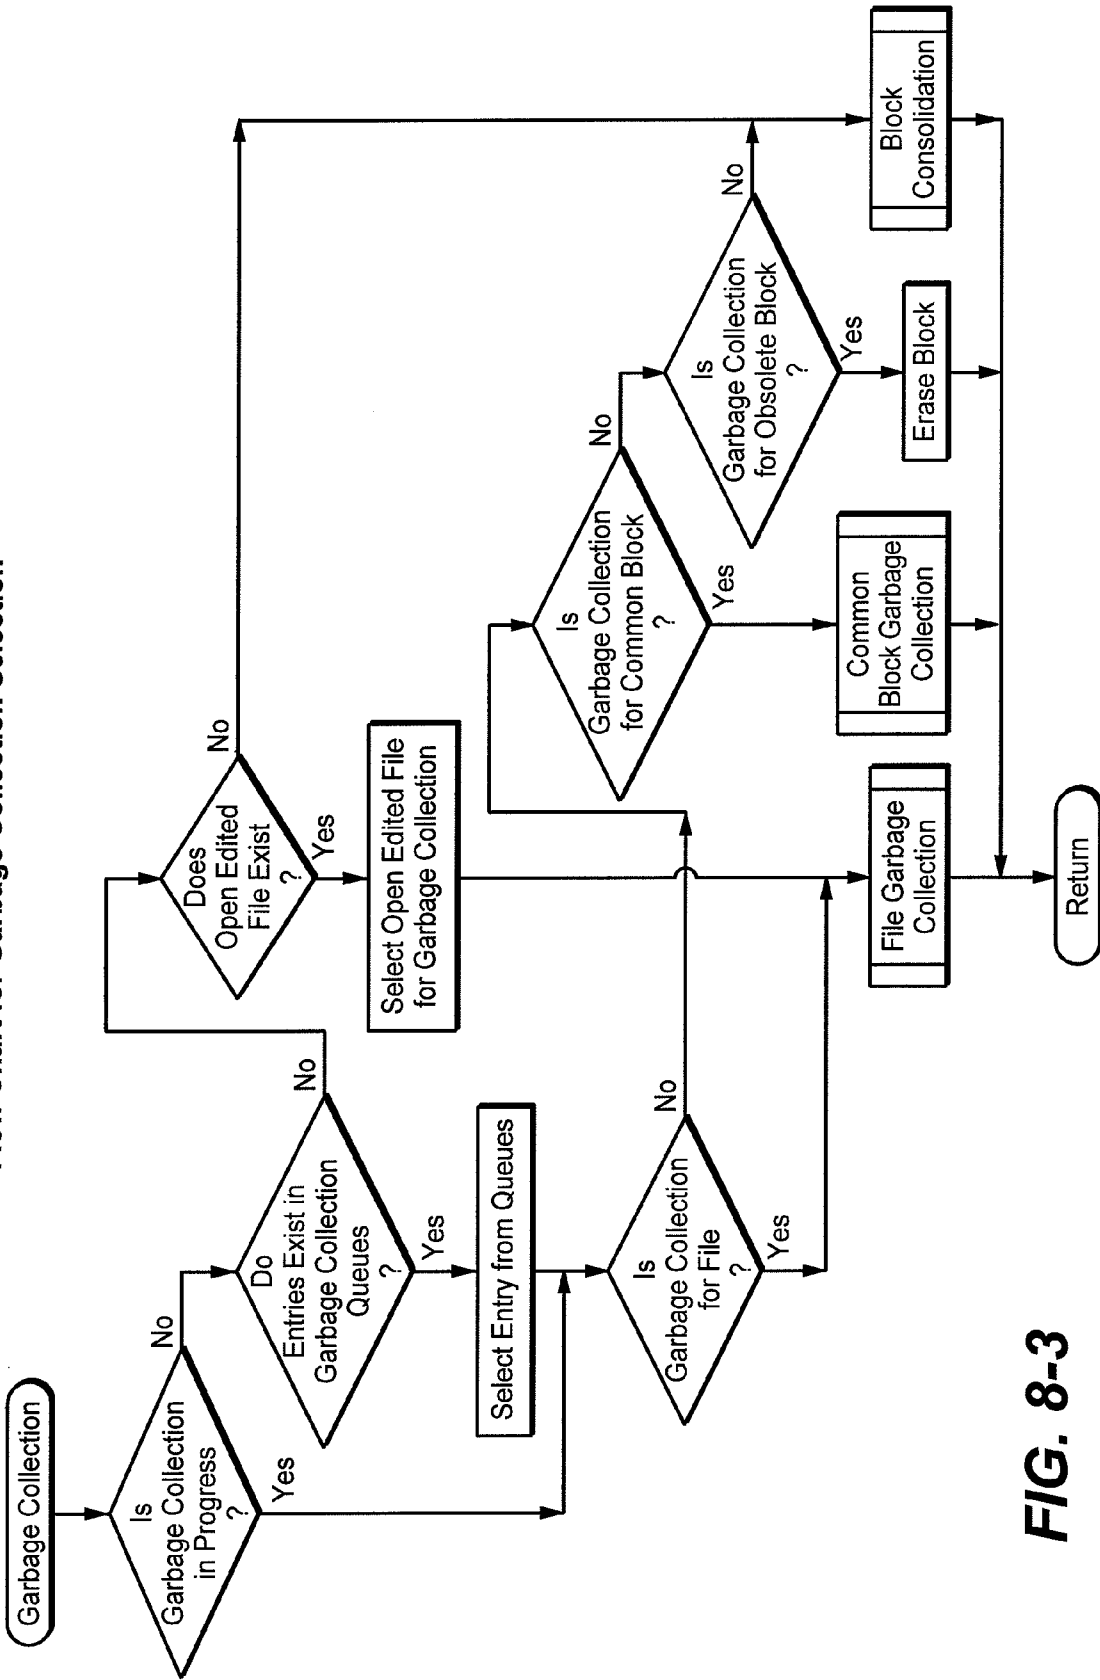 Flow Chart for Garbage Collection Selection
Garbage Collection
Is
Garbage Collection
in Progress
?
No
Yes
Do
Entries Exist in
Garbage Collection
Queues
?
No
Yes
Does
Open Edited
File Exist
?
No
Yes
Select Open Edited File
for Garbage Collection
Select Entry from Queues
Is
Garbage Collection
for File
?
No
Yes
Is
Garbage Collection
for Common Block
?
No
Yes
Is
Garbage Collection
for Obsolete Block
?
No
Yes
File Garbage
Collection
Common
Block Garbage
Collection
Erase Block
Block
Consolidation
Return
FIG. 8-3